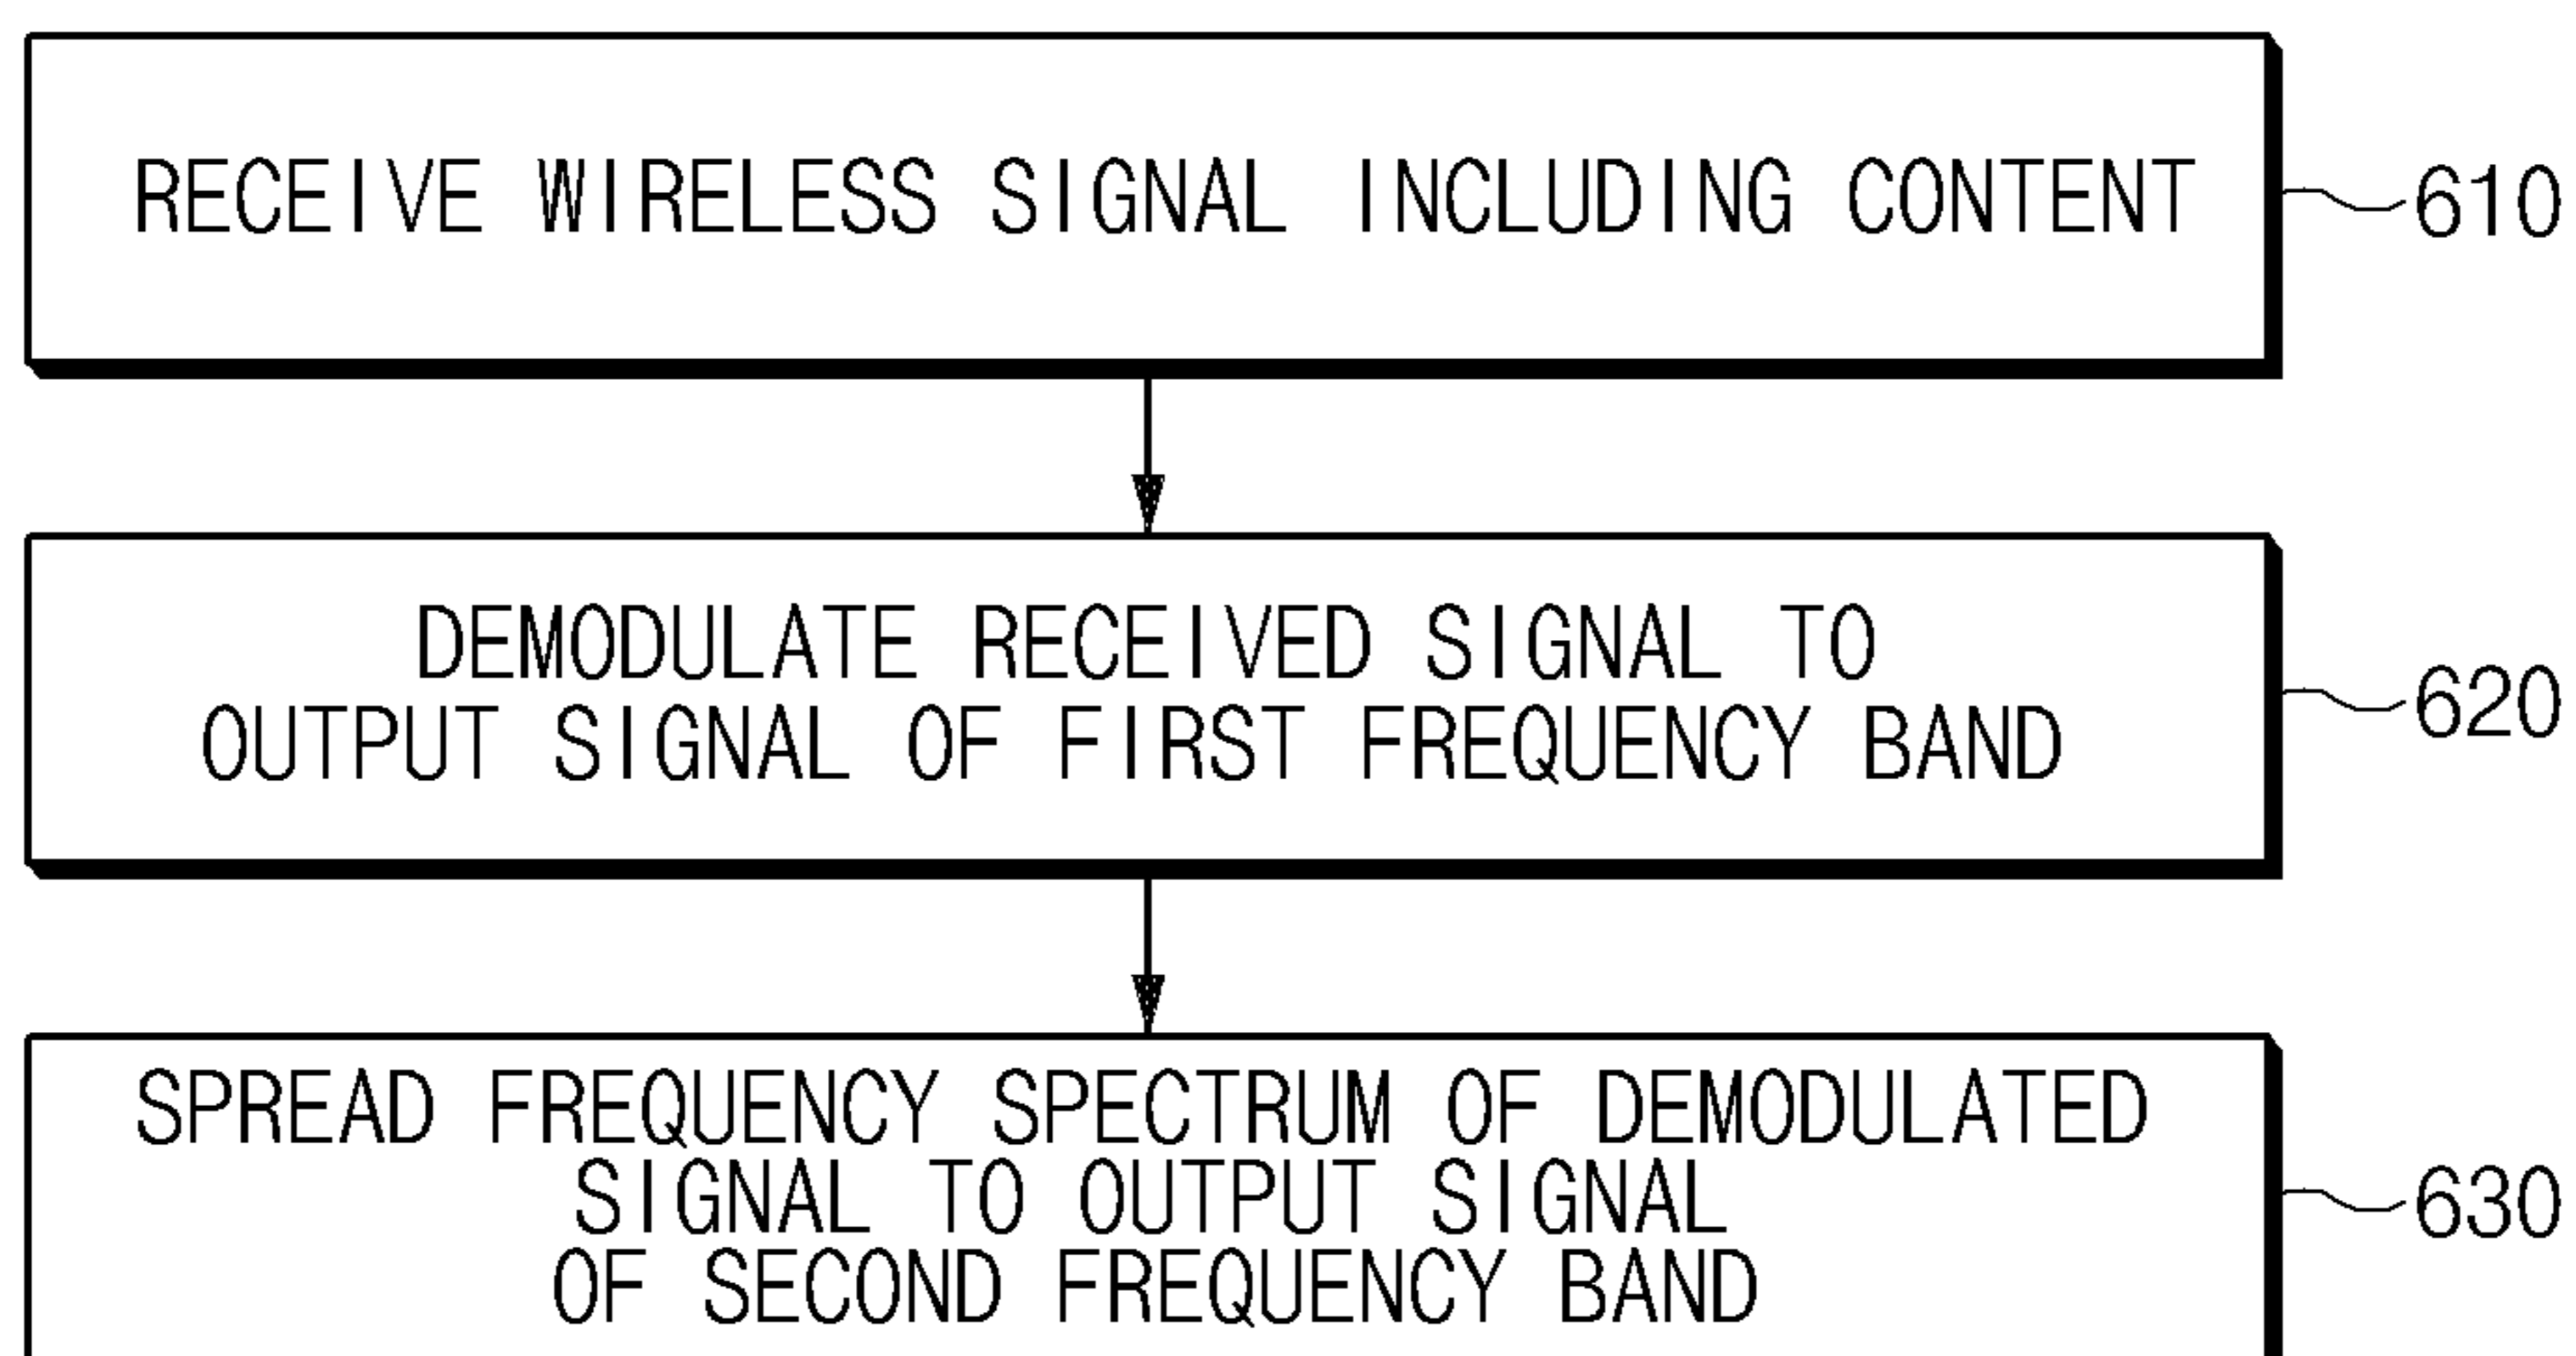 RECEIVE WIRELESS SIGNAL INCLUDING CONTENT
610
DEMODULATE RECEIVED SIGNAL TO
OUTPUT SIGNAL OF FIRST FREQUENCY BAND
620
SPREAD FREQUENCY SPECTRUM OF DEMODULATED
SIGNAL TO OUTPUT SIGNAL
OF SECOND FREQUENCY BAND
630